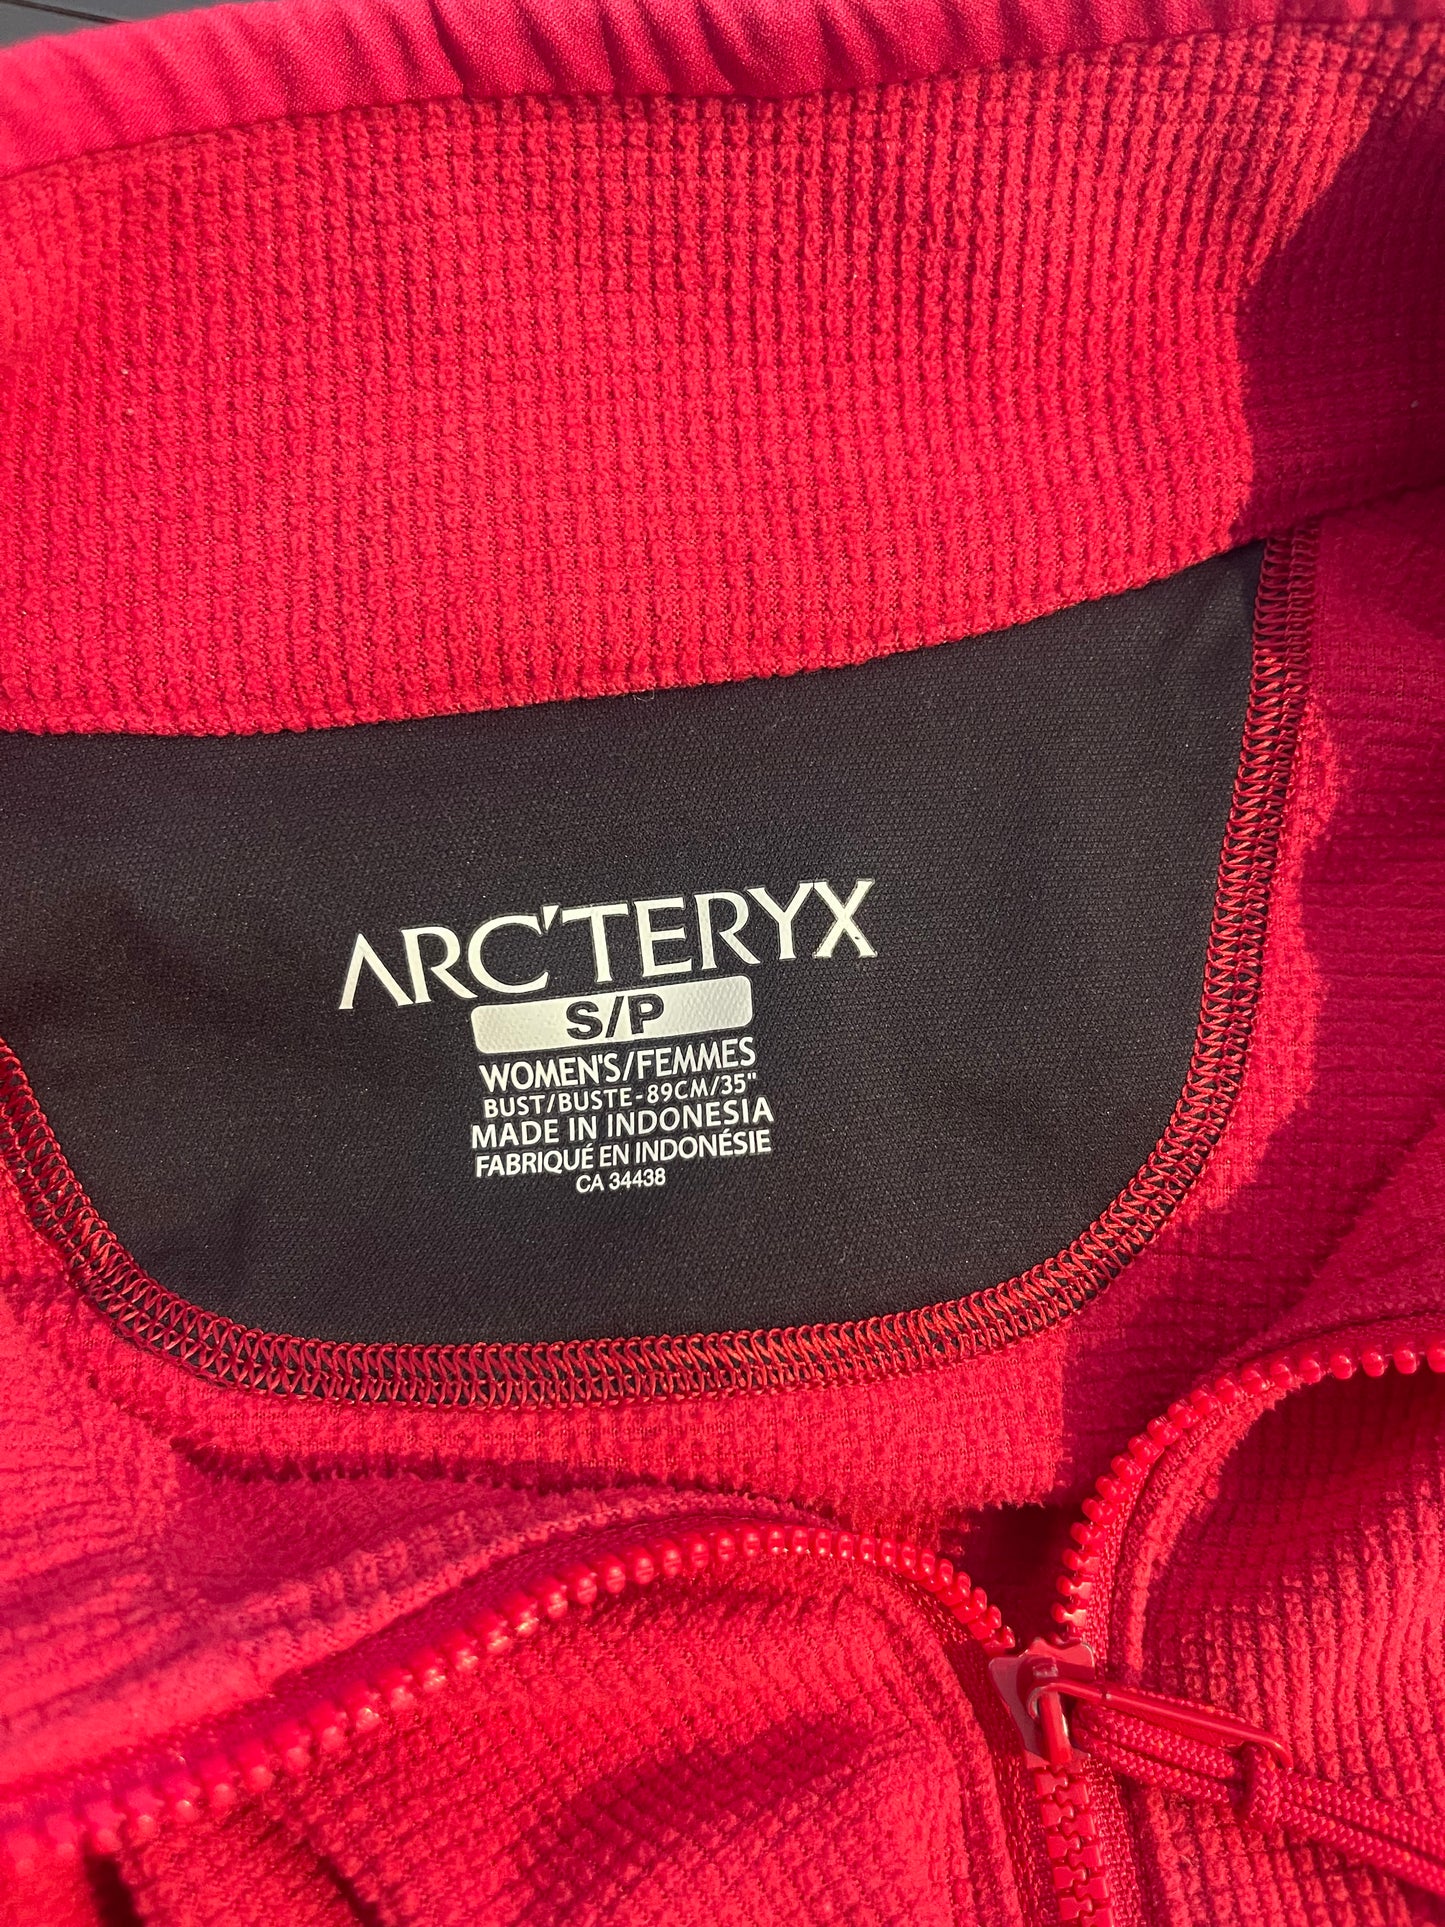 ARC'TERYX
S/P
WOMEN'S/FEMMES
BUST/BUSTE-89CM/35"
MADE IN INDONESIA
FABRIQUÉ EN INDONÉSIE
CA 34438